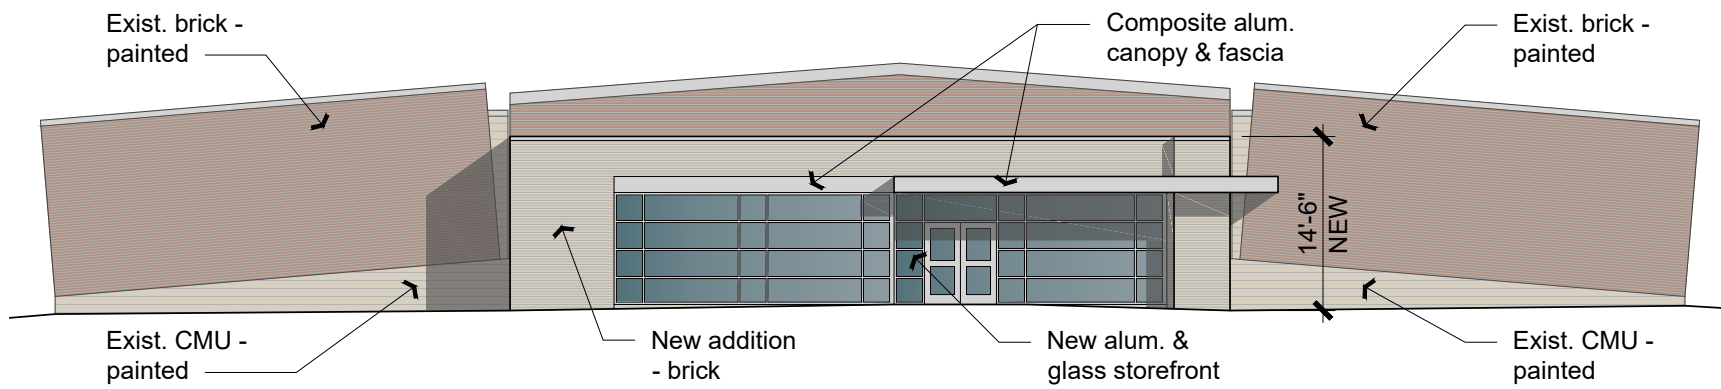 Exist. brick -
painted
Composite alum.
canopy & fascia
Exist. brick -
painted
14'-6"
NEW
Exist. CMU -
painted
New addition
- brick
New alum. &
glass storefront
Exist. CMU -
painted